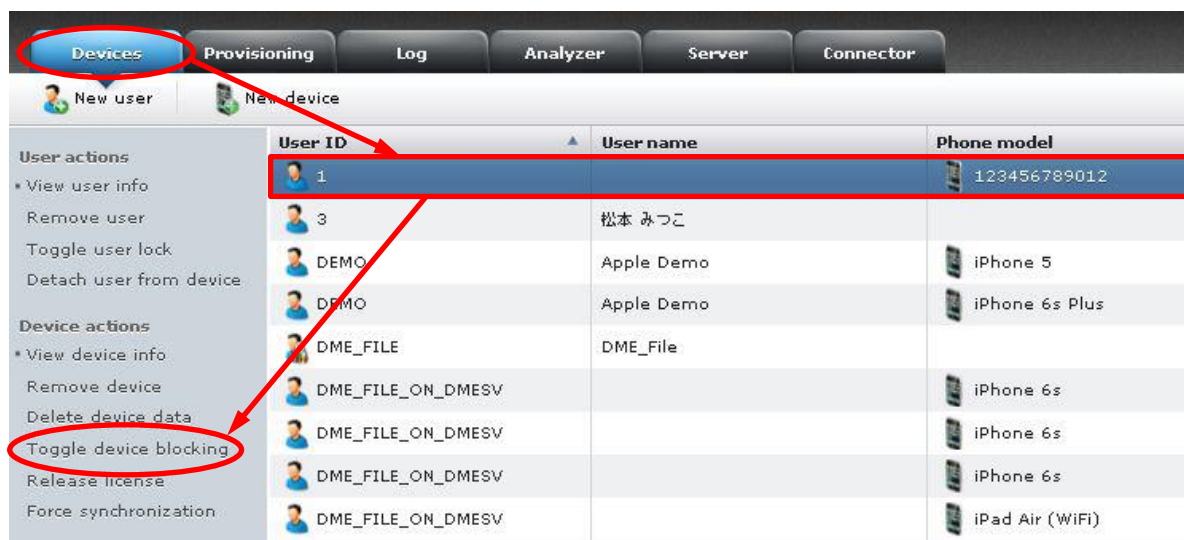 Devices Provisioning Log Analyzer Server Connector
New user New device
User ID User name Phone model
User actions
View user info
Remove user
Toggle user lock
Detach user from device
Device actions
View device info
Remove device
Delete device data
Toggle device blocking
Release license
Force synchronization
1 123456789012
3 松本 みつこ
DEMO Apple Demo iPhone 5
DEMO Apple Demo iPhone 6s Plus
DME_FILE DME_File
DME_FILE_ON_DMESV iPhone 6s
DME_FILE_ON_DMESV iPhone 6s
DME_FILE_ON_DMESV iPhone 6s
DME_FILE_ON_DMESV iPad Air (WiFi)